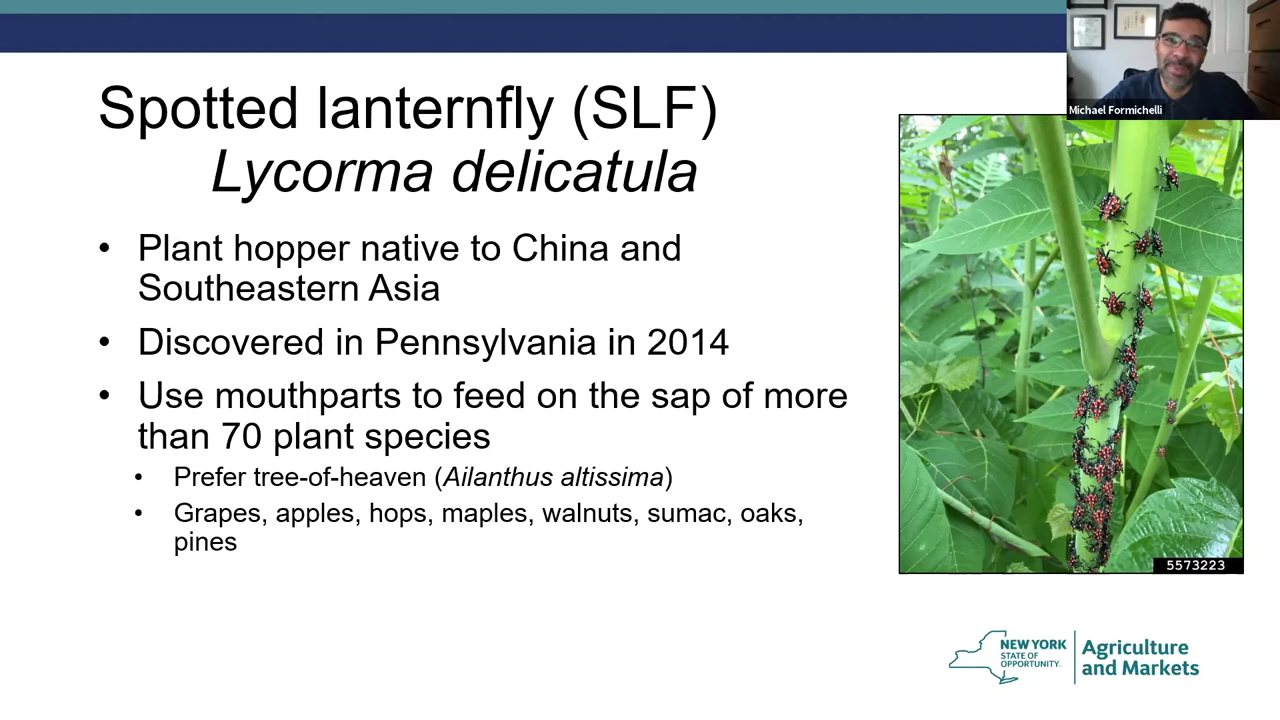 Michael Formichelli
Spotted lanternfly (SLF)
Lycorma delicatula
• Plant hopper native to China and
Southeastern Asia
• Discovered in Pennsylvania in 2014
• Use mouthparts to feed on the sap of more
than 70 plant species
• Prefer tree-of-heaven (Ailanthus altissima)
• Grapes, apples, hops, maples, walnuts, sumac, oaks,
pines
5573223
NEW YORK
STATE OF
OPPORTUNITY.
Agriculture
and Markets